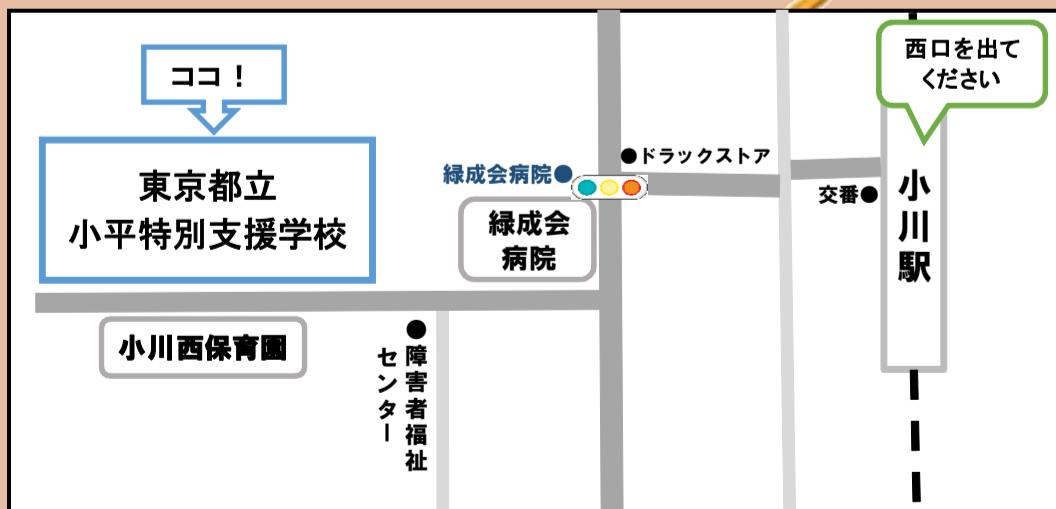 ココ！
東京都立
小平特別支援学校
緑成会病院●
●ドラックストア
緑成会
病院
西口を出て
ください
交番●
小川駅
小川西保育園
●障害者福祉
センター